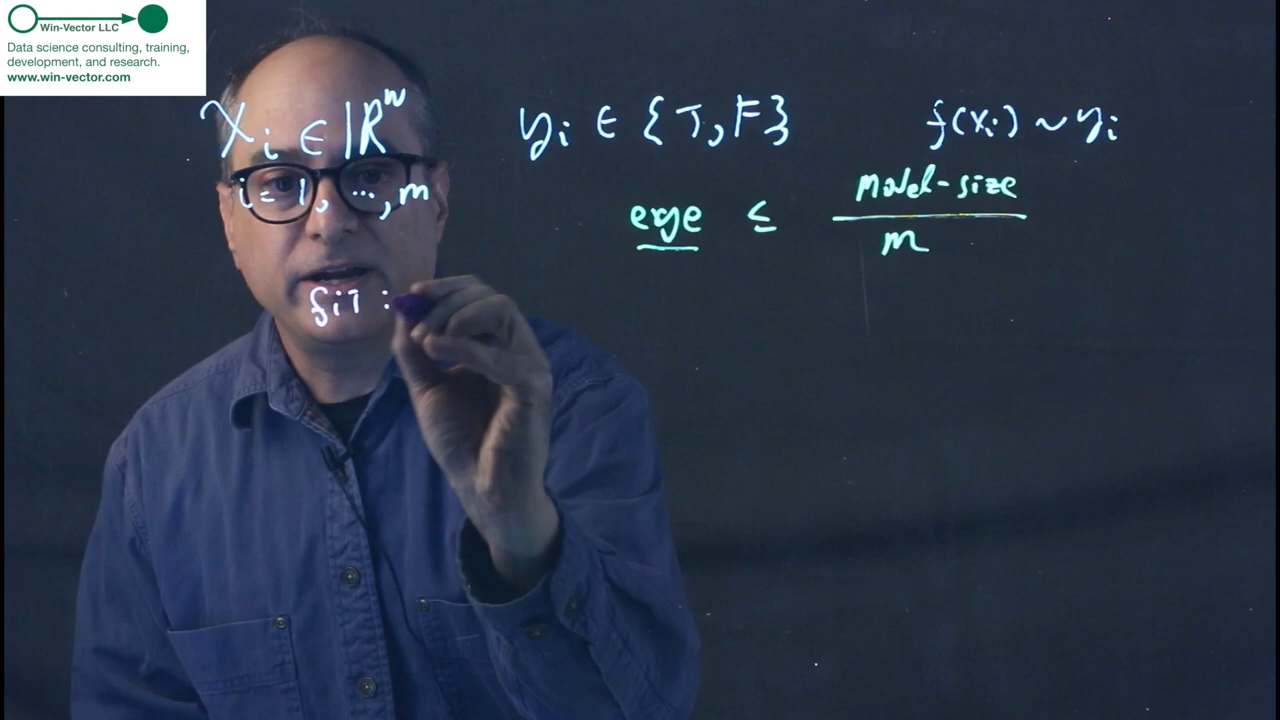 Win-Vector LLC
Data science consulting, training,
development, and research.
www.win-vector.com
Xi ∈ ℝⁿ yi ∈ {T, F} f(xi) ~ yi
i = 1, ..., m
≤ model-size
m
fit: